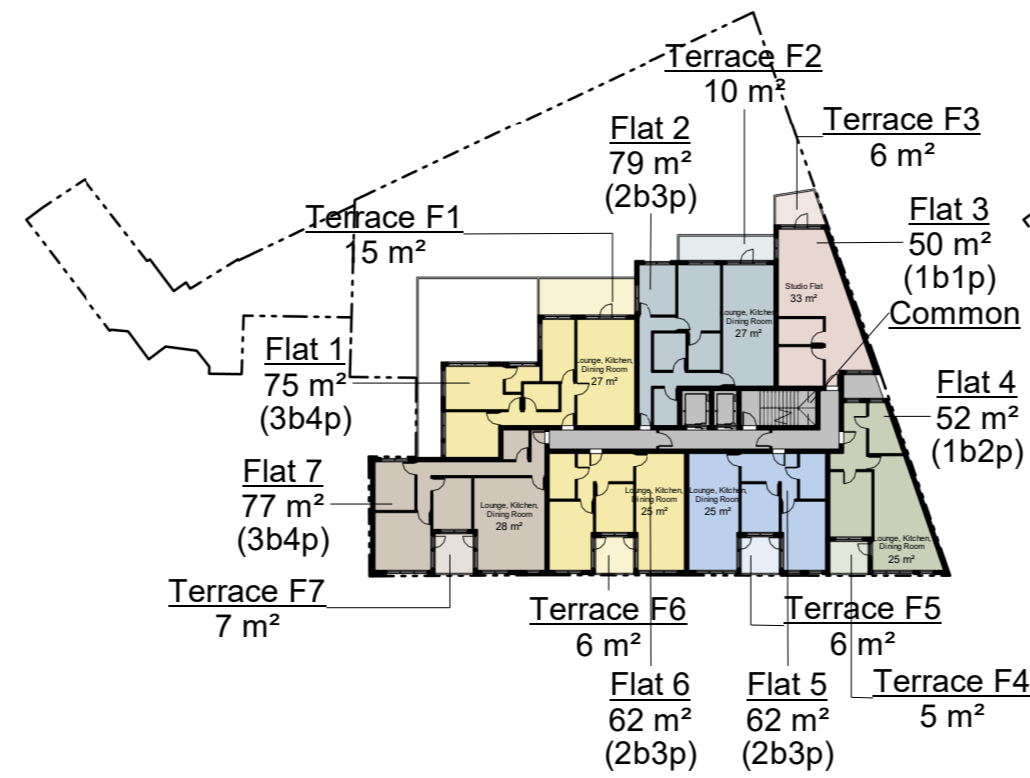 Terrace F2
10 m²
Flat 2
79 m²
(2b3p)
Terrace F3
6 m²
Terrace F1
15 m²
Flat 3
50 m²
(1b1p)
Studio Flat
33 m²
Common
Lounge, Kitchen,
Dining Room
27 m²
Flat 1
75 m²
(3b4p)
Lounge, Kitchen,
Dining Room
27 m²
Flat 4
52 m²
(1b2p)
Flat 7
77 m²
(3b4p)
Lounge, Kitchen,
Dining Room
28 m²
Lounge, Kitchen,
Dining Room
25 m²
Lounge, Kitchen,
Dining Room
25 m²
Lounge, Kitchen,
Dining Room
25 m²
Terrace F7
7 m²
Terrace F6
6 m²
Terrace F5
6 m²
Flat 6
62 m²
(2b3p)
Flat 5
62 m²
(2b3p)
Terrace F4
5 m²